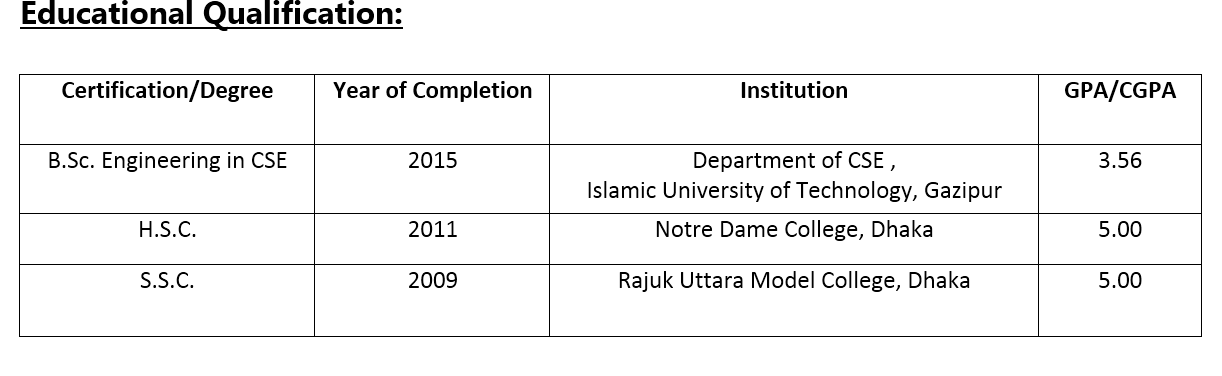 Educational Qualification:
Certification/Degree Year of Completion Institution GPA/CGPA
B.Sc. Engineering in CSE 2015 Department of CSE , 3.56
Islamic University of Technology, Gazipur
H.S.C. 2011 Notre Dame College, Dhaka 5.00
S.S.C. 2009 Rajuk Uttara Model College, Dhaka 5.00